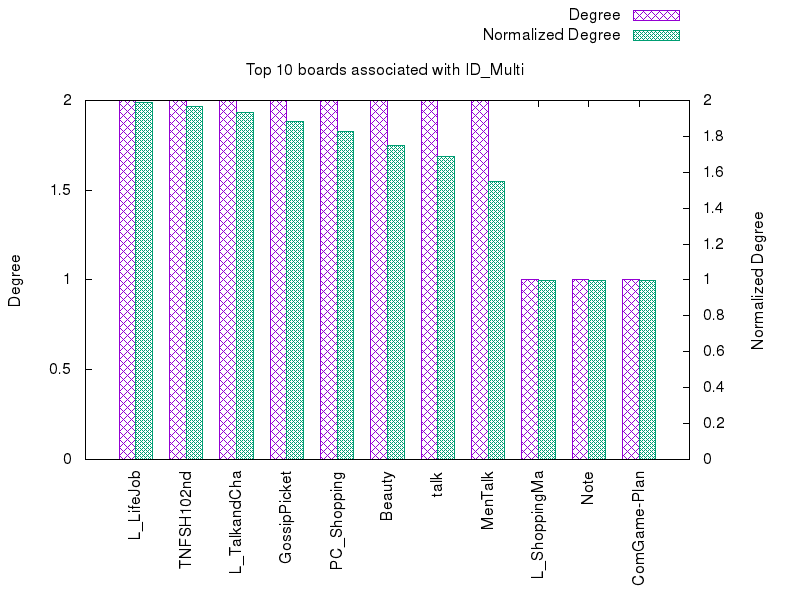 Degree
Normalized Degree
Top 10 boards associated with ID_Multi
2
1.5
1
0.5
0
2
1.8
1.6
1.4
1.2
1
0.8
0.6
0.4
0.2
0
Degree
Normalized Degree
L_LifeJob
TNFSH102nd
L_TalkandCha
GossipPicket
PC_Shopping
Beauty
talk
MenTalk
L_ShoppingMa
Note
ComGame-Plan